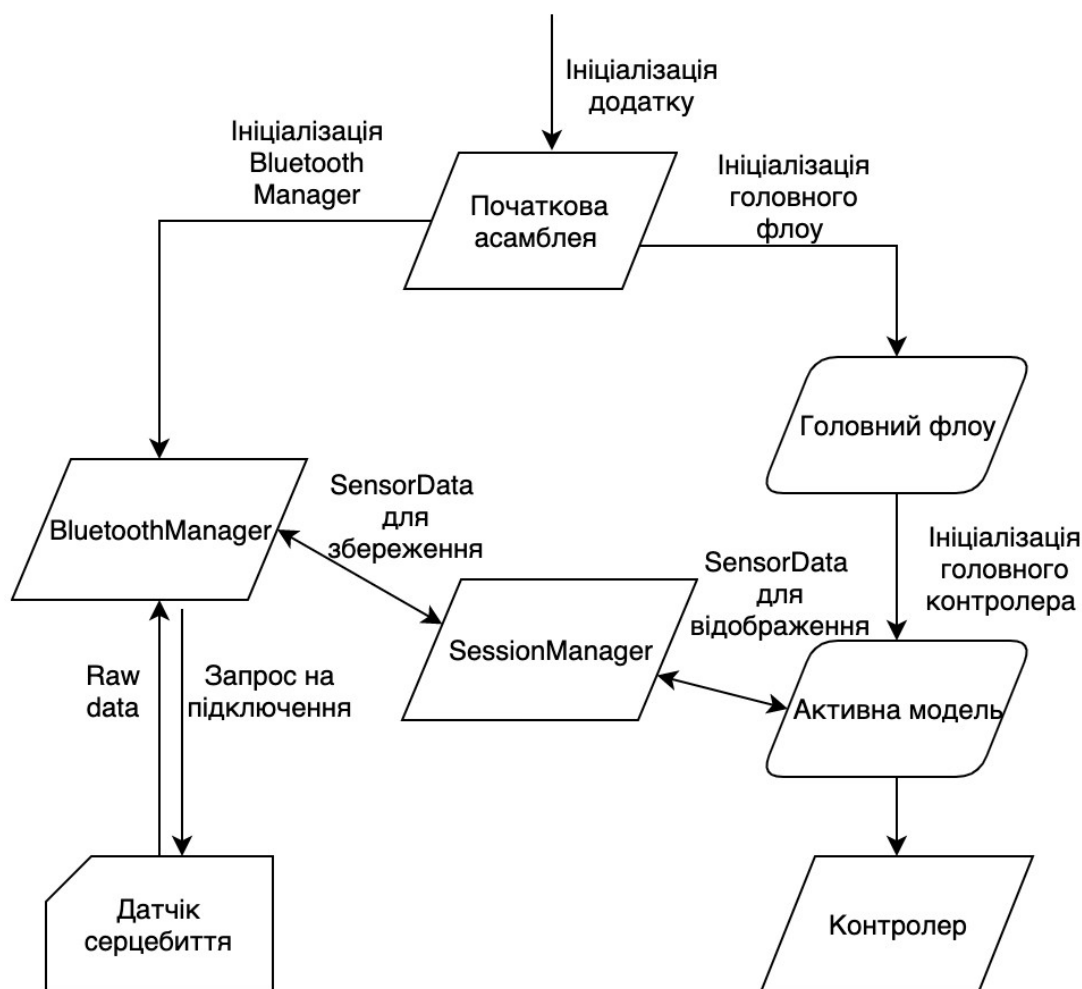 Ініціалізація
додатку
Ініціалізація
Bluetooth
Manager
Початкова
асамблея
Ініціалізація
головного
флоу
Головний флоу
BluetoothManager
SensorData
для
збереження
Ініціалізація
головного
контролера
SensorData
для
відображення
SessionManager
Активна модель
Raw
data
Запрос на
підключення
Датчік
серцебиття
Контролер